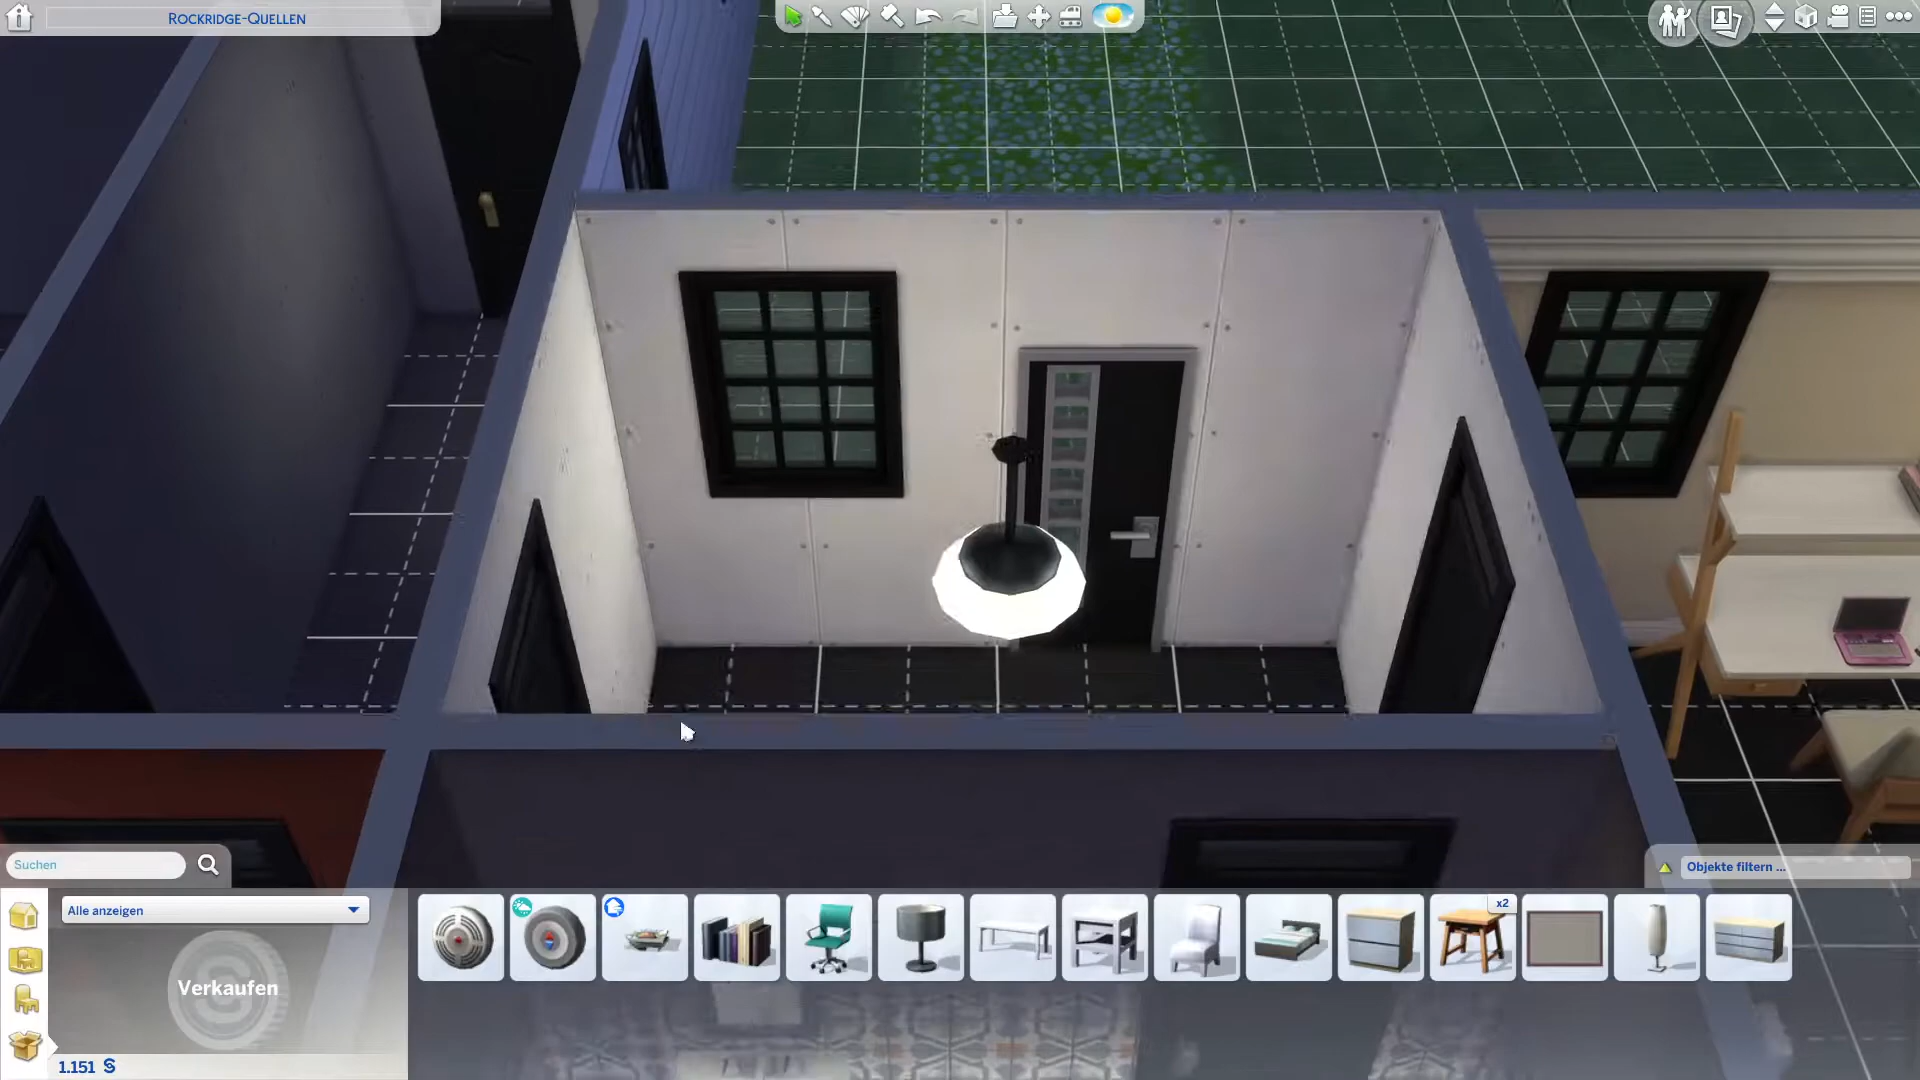 Rockridge-Quellen
Suchen
Objekte filtern ...
Alle anzeigen
x2
Verkaufen
1.151 S